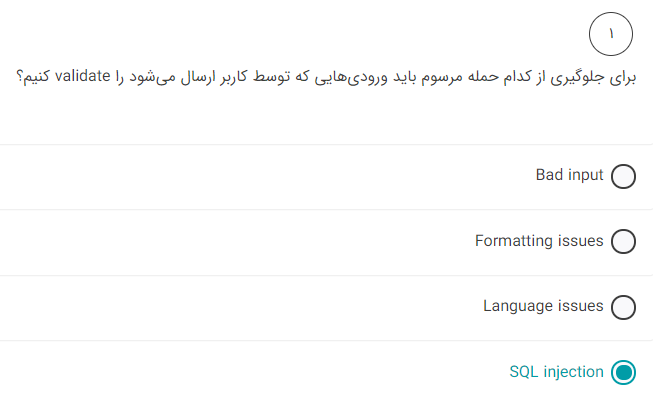 ۱
برای جلوگیری از کدام حمله مرسوم باید ورودی‌هایی که توسط کاربر ارسال می‌شود را validate کنیم؟
Bad input
Formatting issues
Language issues
SQL injection